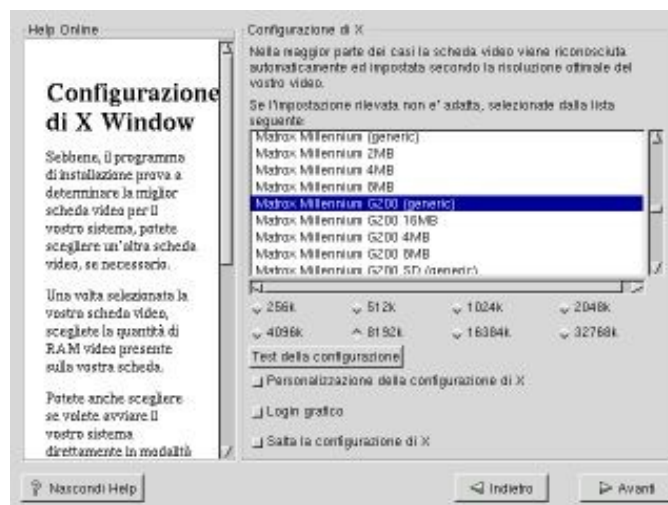 Help Online
Configurazione
di X Window
Sebbene, il programma
di installazione prova a
determinare la miglior
scheda video per il
vostro sistema, potete
scegliere un'altra scheda
video, se necessario.
Una volta selezionata la
vostra scheda video,
scegliete la quantità di
RAM video presente
sulla vostra scheda.
Potete anche scegliere
se volete avviare il
vostro sistema
direttamente in modalità
Configurazione di X
Nella maggior parte dei casi la scheda video viene riconosciuta
automaticamente ed impostata secondo la risoluzione ottimale del
vostro video.
Se l'impostazione rilevata non e' adatta, selezionate dalla lista
seguente:
Matrox Millennium (generic)
Matrox Millennium 2MB
Matrox Millennium 4MB
Matrox Millennium 8MB
Matrox Millennium G200 (generic)
Matrox Millennium G200 16MB
Matrox Millennium G200 4MB
Matrox Millennium G200 8MB
Matrox Millennium G200 SD (generic)
256k 512k 1024k 2048k
4096k 8192k 16384k 32768k
Test della configurazione
Personalizzazione della configurazione di X
Login grafico
Salta la configurazione di X
Nascondi Help
Indietro
Avanti